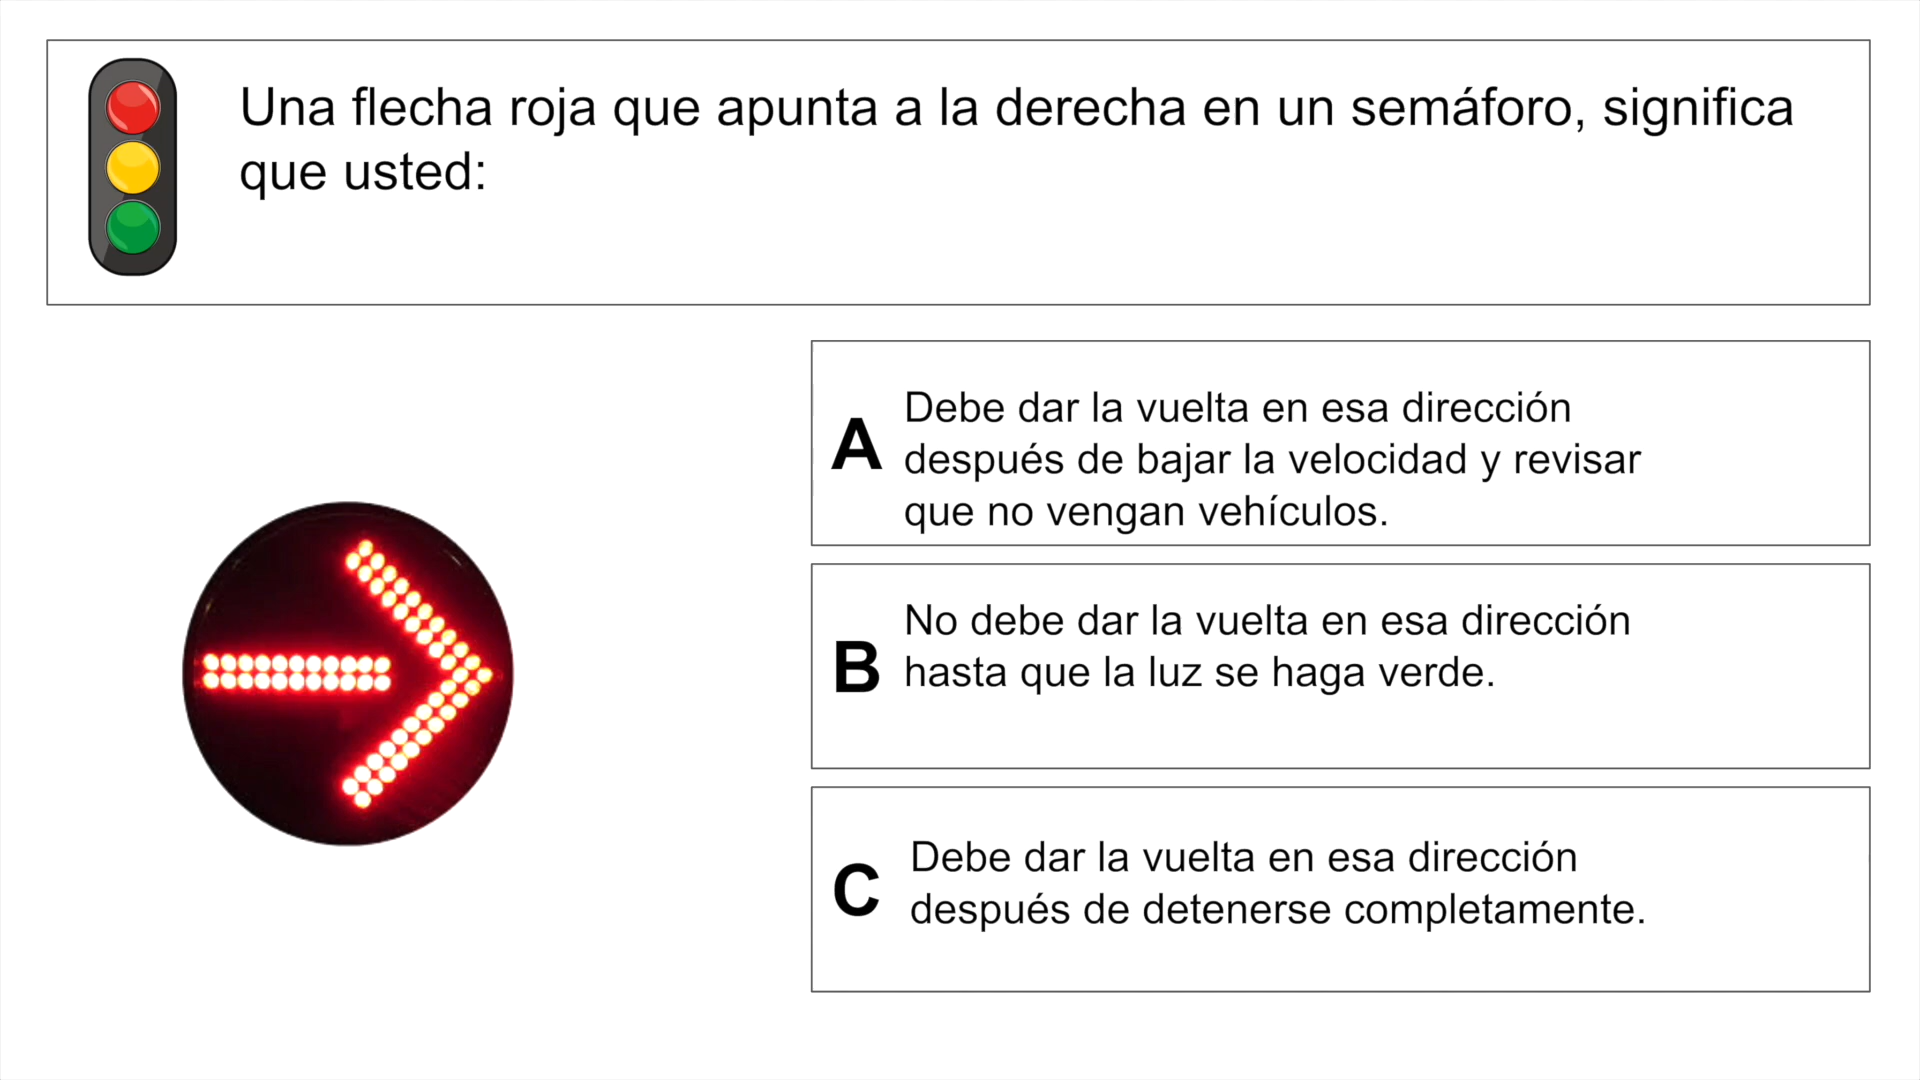 Una flecha roja que apunta a la derecha en un semáforo, significa
que usted:
A
Debe dar la vuelta en esa dirección
después de bajar la velocidad y revisar
que no vengan vehículos.
B
No debe dar la vuelta en esa dirección
hasta que la luz se haga verde.
C
Debe dar la vuelta en esa dirección
después de detenerse completamente.